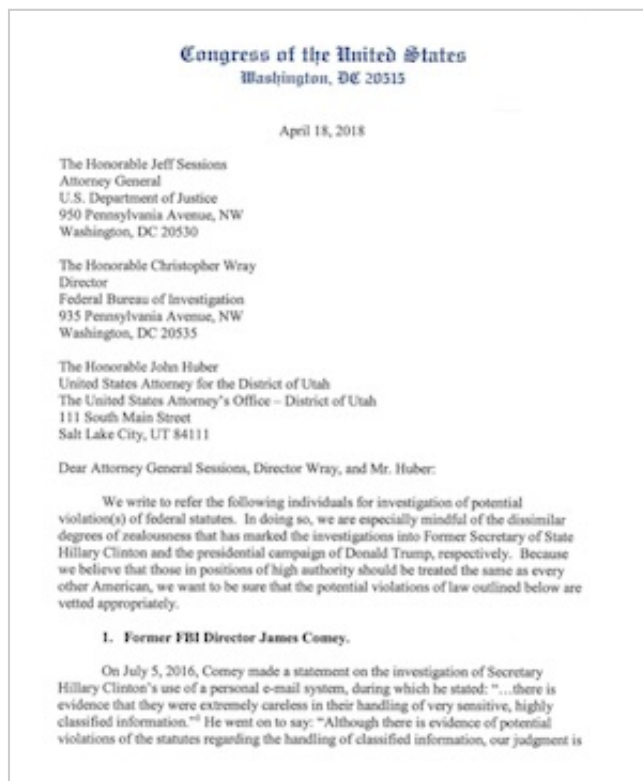 Congress of the United States
Washington, DC 20515
April 18, 2018
The Honorable Jeff Sessions
Attorney General
U.S. Department of Justice
950 Pennsylvania Avenue, NW
Washington, DC 20530
The Honorable Christopher Wray
Director
Federal Bureau of Investigation
935 Pennsylvania Avenue, NW
Washington, DC 20535
The Honorable John Huber
United States Attorney for the District of Utah
The United States Attorney's Office – District of Utah
111 South Main Street
Salt Lake City, UT 84111
Dear Attorney General Sessions, Director Wray, and Mr. Huber:
We write to refer the following individuals for investigation of potential
violation(s) of federal statutes. In doing so, we are especially mindful of the dissimilar
degrees of zealousness that has marked the investigations into Former Secretary of State
Hillary Clinton and the presidential campaign of Donald Trump, respectively. Because
we believe that those in positions of high authority should be treated the same as every
other American, we want to be sure that the potential violations of law outlined below are
vetted appropriately.
1. Former FBI Director James Comey.
On July 5, 2016, Comey made a statement on the investigation of Secretary
Hillary Clinton's use of a personal e-mail system, during which he stated: "…there is
evidence that they were extremely careless in their handling of very sensitive, highly
classified information." He went on to say: "Although there is evidence of potential
violations of the statutes regarding the handling of classified information, our judgment is